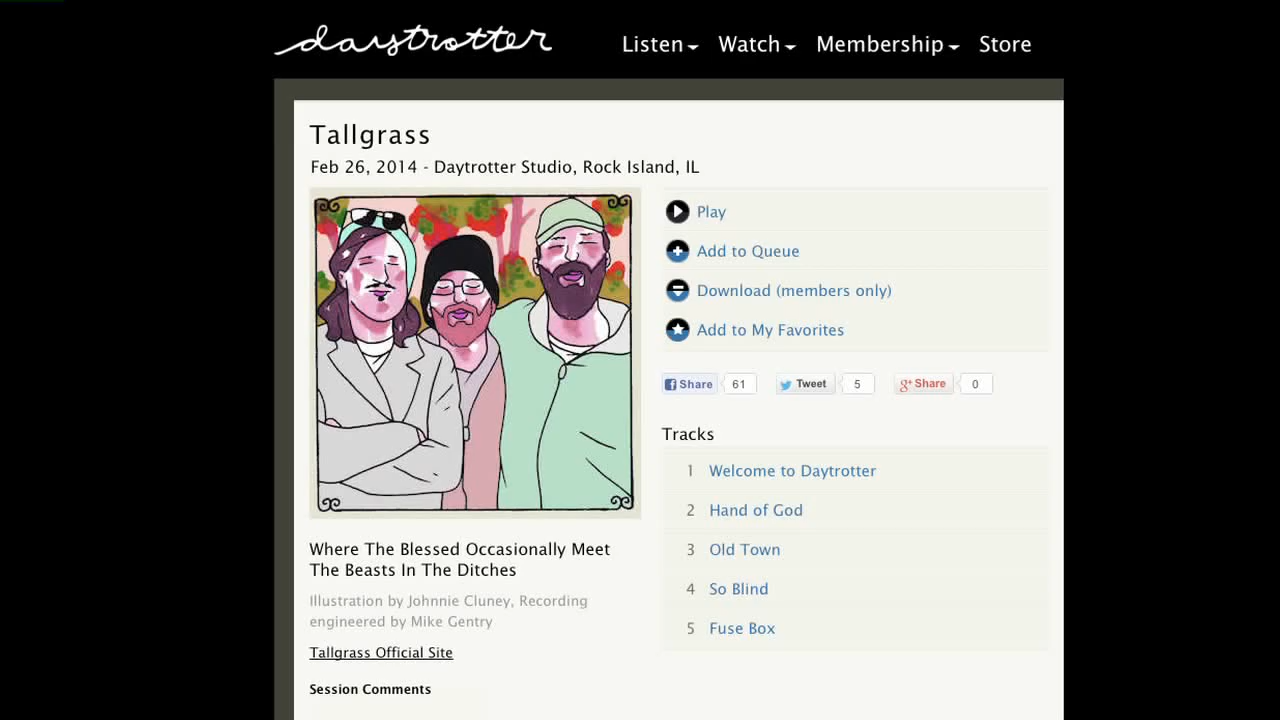 daytrotter
Listen Watch Membership Store
Tallgrass
Feb 26, 2014 - Daytrotter Studio, Rock Island, IL
Play
Add to Queue
Download (members only)
Add to My Favorites
Share 61 Tweet 5 Share 0
Tracks
1 Welcome to Daytrotter
2 Hand of God
3 Old Town
4 So Blind
5 Fuse Box
Where The Blessed Occasionally Meet
The Beasts In The Ditches
Illustration by Johnnie Cluney, Recording
engineered by Mike Gentry
Tallgrass Official Site
Session Comments